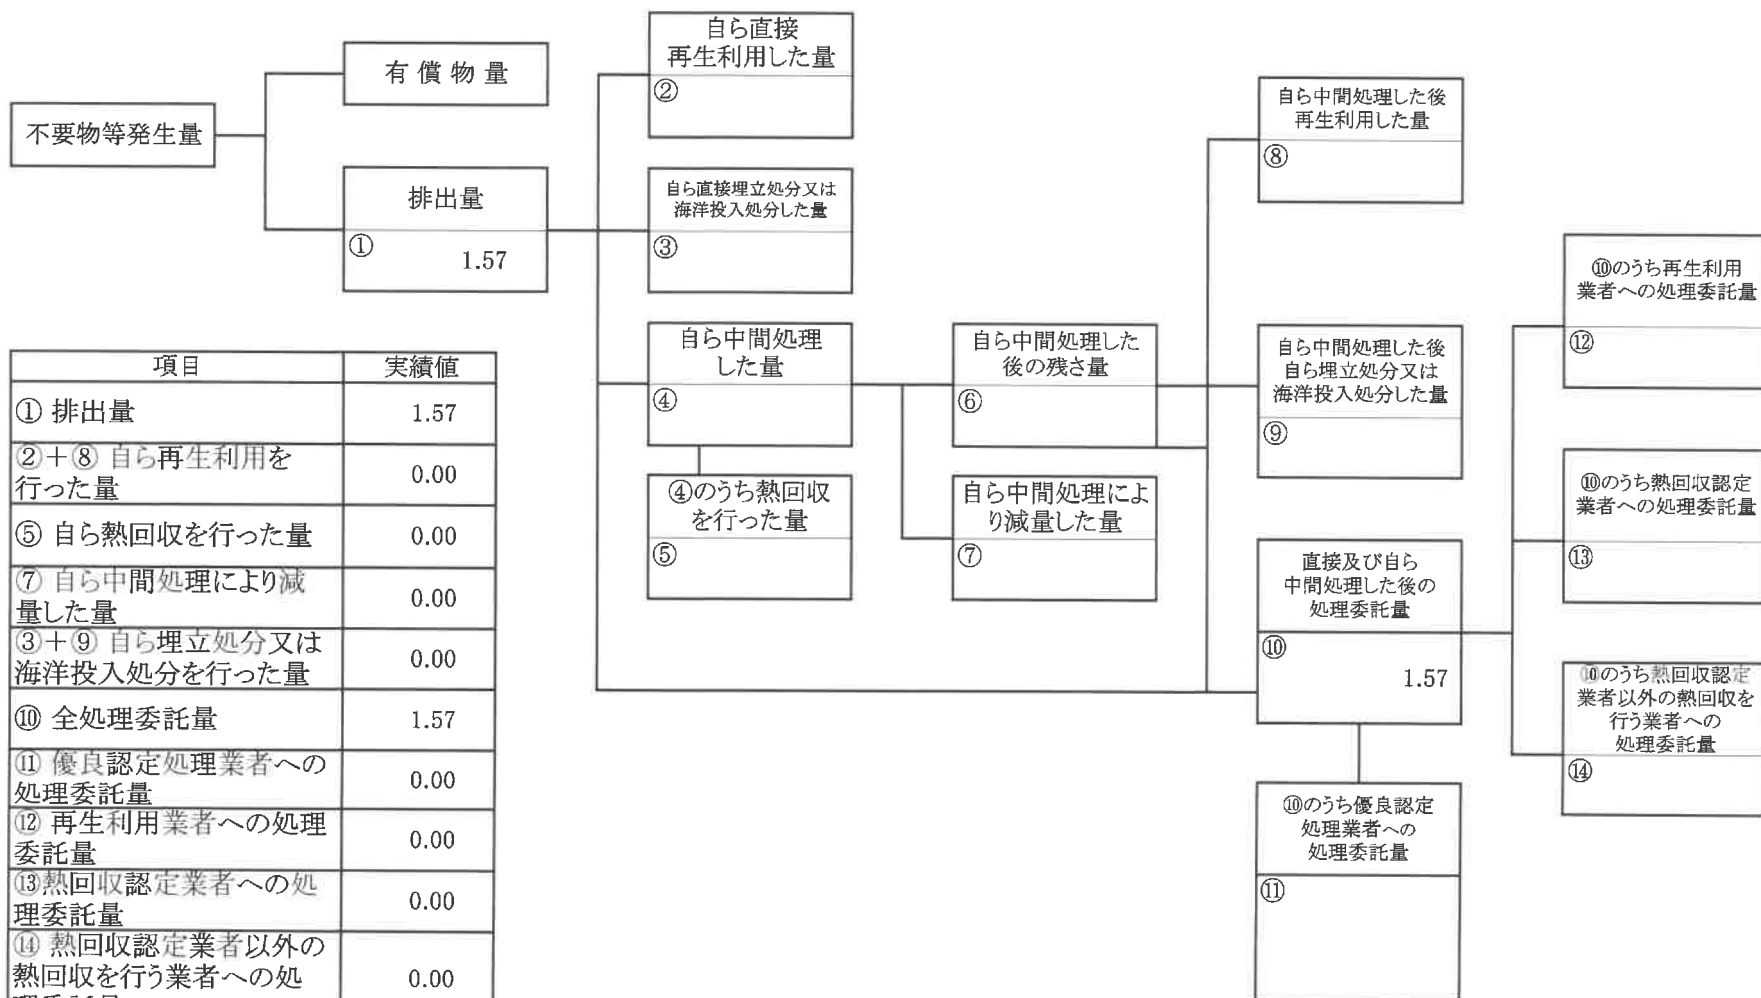 不要物等発生量
有償物量
排出量
① 1.57
自ら直接
再生利用した量
②
自ら直接埋立処分又は
海洋投入処分した量
③
自ら中間処理
した量
④
④のうち熱回収
を行った量
⑤
自ら中間処理した
後の残さ量
⑥
自ら中間処理によ
り減量した量
⑦
自ら中間処理した後
再生利用した量
⑧
自ら中間処理した後
自ら埋立処分又は
海洋投入処分した量
⑨
直接及び自ら
中間処理した後の
処理委託量
⑩
1.57
⑩のうち優良認定
処理業者への
処理委託量
⑪
⑩のうち再生利用
業者への処理委託量
⑫
⑩のうち熱回収認定
業者への処理委託量
⑬
⑩のうち熱回収認定
業者以外の熱回収を
行う業者への
処理委託量
⑭
項目 実績値
① 排出量 1.57
②＋⑧ 自ら再生利用を
行った量 0.00
⑤ 自ら熱回収を行った量 0.00
⑦ 自ら中間処理により減
量した量 0.00
③＋⑨ 自ら埋立処分又は
海洋投入処分を行った量 0.00
⑩ 全処理委託量 1.57
⑪ 優良認定処理業者への
処理委託量 0.00
⑫ 再生利用業者への処理
委託量 0.00
⑬熱回収認定業者への処
理委託量 0.00
⑭ 熱回収認定業者以外の
熱回収を行う業者への処 0.00